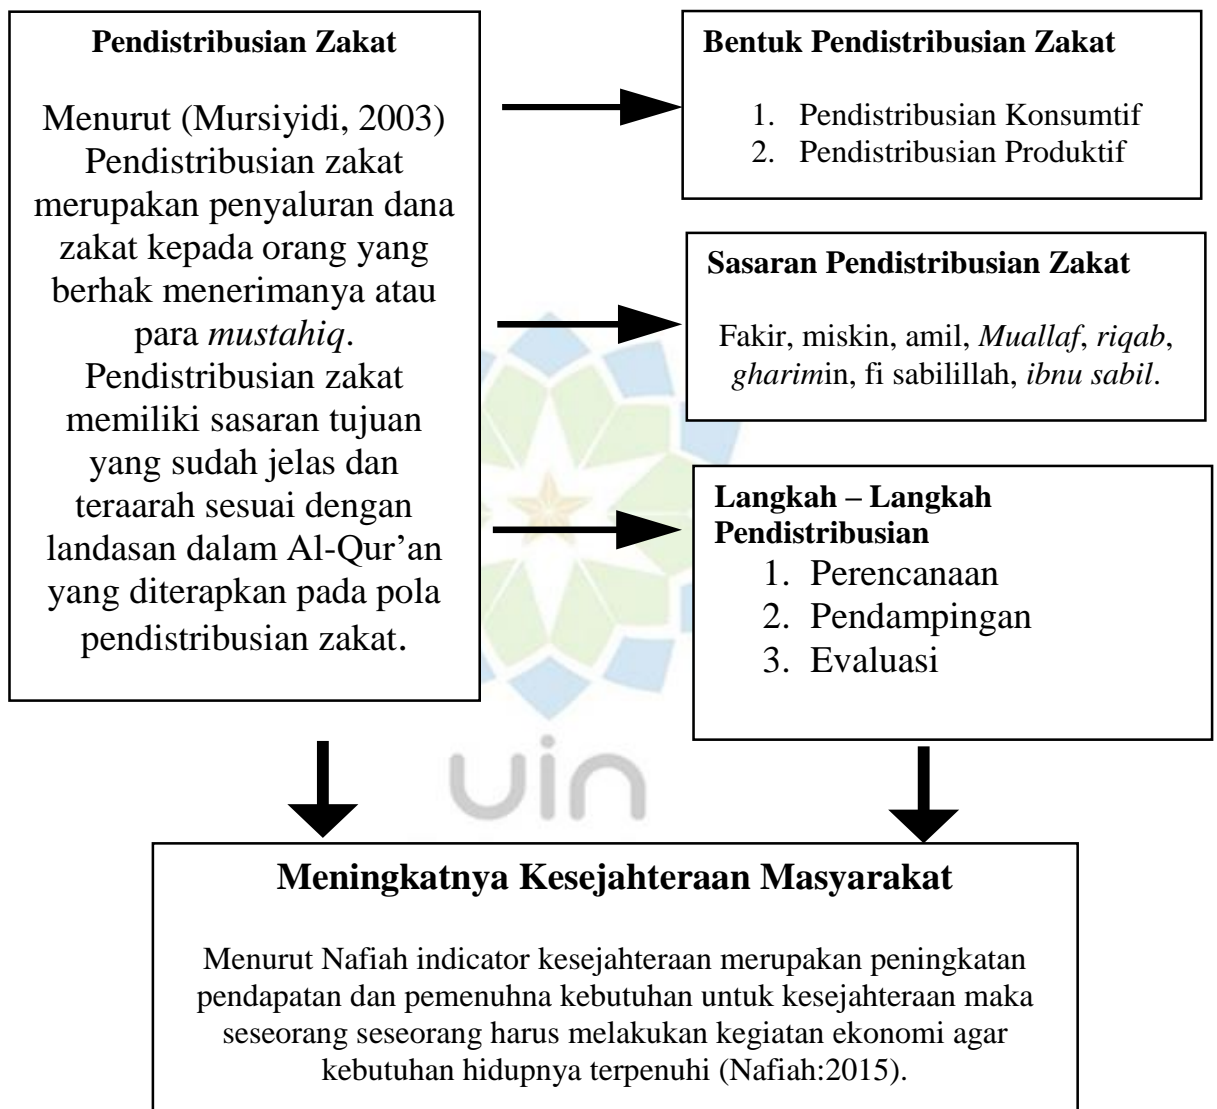 Pendistribusian Zakat
Menurut (Mursiyidi, 2003)
Pendistribusian zakat
merupakan penyaluran dana
zakat kepada orang yang
berhak menerimanya atau
para mustahiq.
Pendistribusian zakat
memiliki sasaran tujuan
yang sudah jelas dan
teraarah sesuai dengan
landasan dalam Al-Qur’an
yang diterapkan pada pola
pendistribusian zakat.
Bentuk Pendistribusian Zakat
1. Pendistribusian Konsumtif
2. Pendistribusian Produktif
Sasaran Pendistribusian Zakat
Fakir, miskin, amil, Muallaf, riqab,
gharimin, fi sabilillah, ibnu sabil.
Langkah – Langkah
Pendistribusian
1. Perencanaan
2. Pendampingan
3. Evaluasi
uin
Meningkatnya Kesejahteraan Masyarakat
Menurut Nafiah indicator kesejahteraan merupakan peningkatan
pendapatan dan pemenuhna kebutuhan untuk kesejahteraan maka
seseorang seseorang harus melakukan kegiatan ekonomi agar
kebutuhan hidupnya terpenuhi (Nafiah:2015).